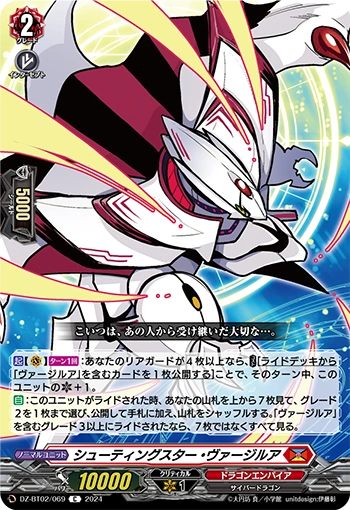 2
グレード
インターセプト
5000
シールド
こいつは、あの人から受け継いだ大切な…。
起【Ⓥ】ターン1回:あなたのリアガードが4枚以上なら、【ライドデッキから
「ヴァージルア」を含むカードを1枚公開する】ことで、そのターン中、このユニットの✡+1。
自:このユニットがライドされた時、あなたの山札を上から7枚見て、グレード
2を1枚まで選び、公開して手札に加え、山札をシャッフルする。「ヴァージルア」
を含むグレード3以上にライドされたなら、7枚ではなくすべて見る。
ノーマルユニット
シューティングスター・ヴァージルア
パワー
10000
クリティカル
✡1
ドラゴンエンパイア
サイバードラゴン
DZ-BT02/069 C 2024
©大円坊 良/小学館 unitdesign:伊藤彰